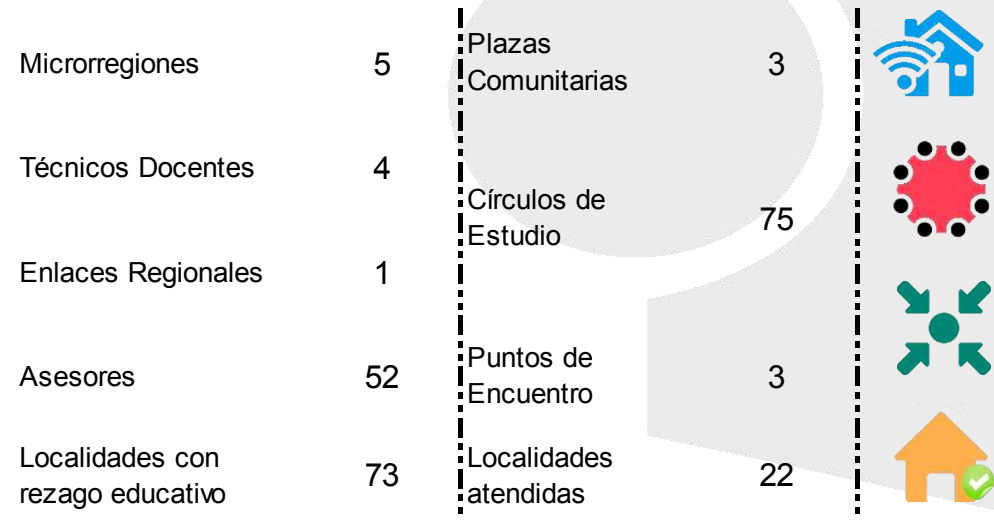 Microrregiones 5
Técnicos Docentes 4
Enlaces Regionales 1
Asesores 52
Localidades con
rezago educativo 73
Plazas
Comunitarias 3
Círculos de
Estudio 75
Puntos de
Encuentro 3
Localidades
atendidas 22